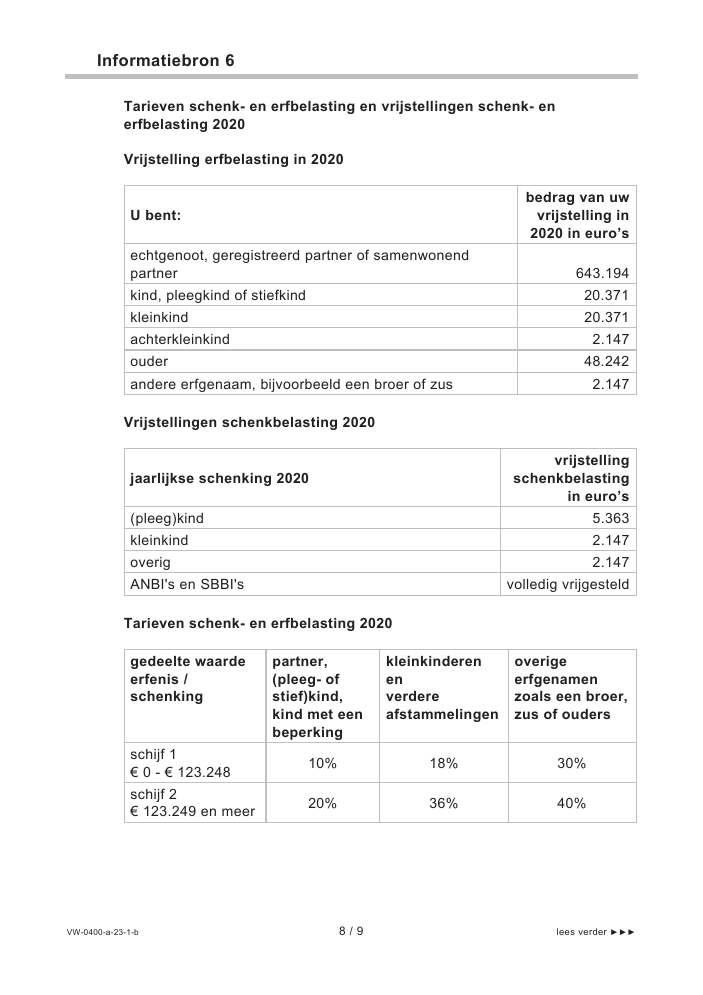 Informatiebron 6
Tarieven schenk- en erfbelasting en vrijstellingen schenk- en
erfbelasting 2020
Vrijstelling erfbelasting in 2020
U bent:
bedrag van uw
vrijstelling in
2020 in euro's
echtgenoot, geregistreerd partner of samenwonend
partner 643.194
kind, pleegkind of stiefkind 20.371
kleinkind 20.371
achterkleinkind 2.147
ouder 48.242
andere erfgenaam, bijvoorbeeld een broer of zus 2.147
Vrijstellingen schenkbelasting 2020
jaarlijkse schenking 2020
vrijstelling
schenkbelasting
in euro's
(pleeg)kind 5.363
kleinkind 2.147
overig 2.147
ANBI's en SBBI's volledig vrijgesteld
Tarieven schenk- en erfbelasting 2020
gedeelte waarde
erfenis /
schenking
partner,
(pleeg- of
stief)kind,
kind met een
beperking
kleinkinderen
en
verdere
afstammelingen
overige
erfgenamen
zoals een broer,
zus of ouders
schijf 1
€ 0 - € 123.248
10% 18% 30%
schijf 2
€ 123.249 en meer
20% 36% 40%
VW-0400-a-23-1-b 8 / 9 lees verder ►►►